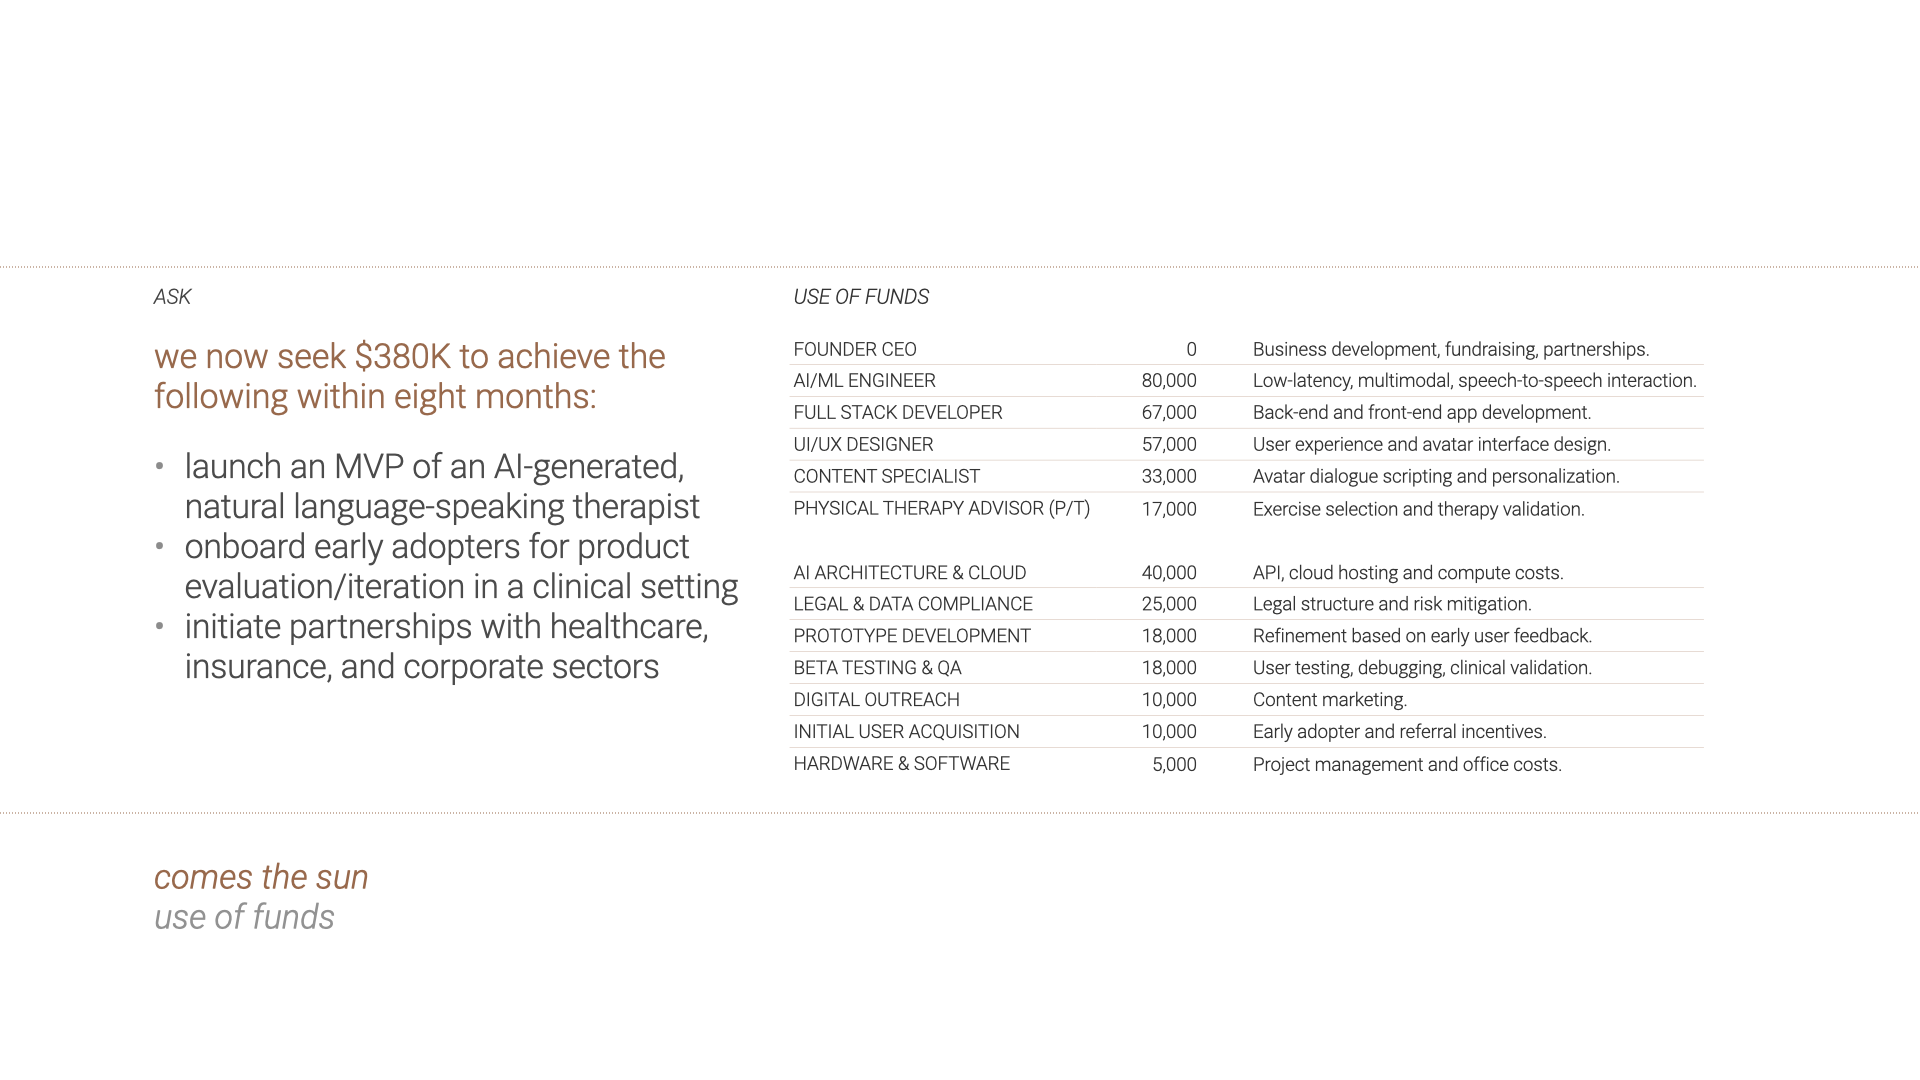 ASK
we now seek $380K to achieve the
following within eight months:
• launch an MVP of an AI-generated,
natural language-speaking therapist
• onboard early adopters for product
evaluation/iteration in a clinical setting
• initiate partnerships with healthcare,
insurance, and corporate sectors
USE OF FUNDS
FOUNDER CEO 0 Business development, fundraising, partnerships.
AI/ML ENGINEER 80,000 Low-latency, multimodal, speech-to-speech interaction.
FULL STACK DEVELOPER 67,000 Back-end and front-end app development.
UI/UX DESIGNER 57,000 User experience and avatar interface design.
CONTENT SPECIALIST 33,000 Avatar dialogue scripting and personalization.
PHYSICAL THERAPY ADVISOR (P/T) 17,000 Exercise selection and therapy validation.
AI ARCHITECTURE & CLOUD 40,000 API, cloud hosting and compute costs.
LEGAL & DATA COMPLIANCE 25,000 Legal structure and risk mitigation.
PROTOTYPE DEVELOPMENT 18,000 Refinement based on early user feedback.
BETA TESTING & QA 18,000 User testing, debugging, clinical validation.
DIGITAL OUTREACH 10,000 Content marketing.
INITIAL USER ACQUISITION 10,000 Early adopter and referral incentives.
HARDWARE & SOFTWARE 5,000 Project management and office costs.
comes the sun
use of funds